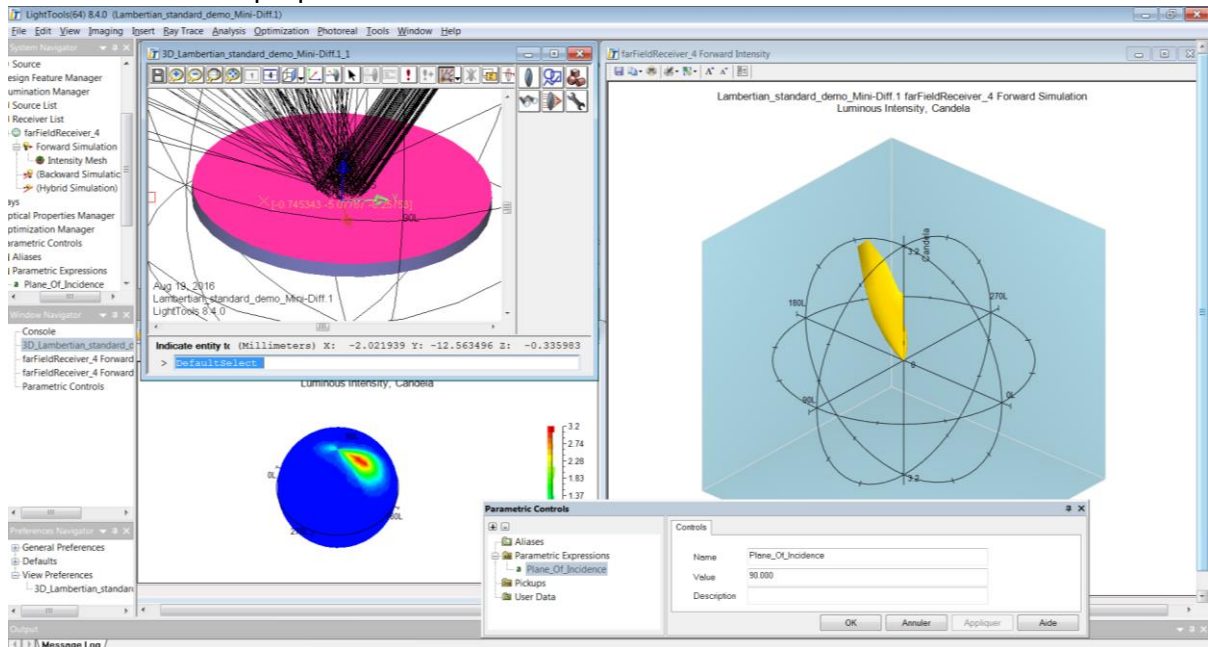 LightTools(64) 8.4.0 (Lambertian_standard_demo_Mini-Diff.1)
File Edit View Imaging Insert Ray Trace Analysis Optimization Photoreal Tools Window Help
System Navigator
Source
esign Feature Manager
umination Manager
Source List
Receiver List
farFieldReceiver_4
Forward Simulation
Intensity Mesh
(Backward Simulatic
(Hybrid Simulation)
ays
ptical Properties Manager
ptimization Manager
arametric Controls
Aliases
Parametric Expressions
a Plane_Of_Incidence
Window Navigator
Console
3D_Lambertian_standard_d
farFieldReceiver_4 Forward
farFieldReceiver_4 Forward
Parametric Controls
Preferences Navigator
General Preferences
Defaults
View Preferences
3D_Lambertian_standar
Output
Message Log
3D_Lambertian_standard_demo_Mini-Diff.1_1
90L
Aug 19, 2016
Lambertian_standard_demo_Mini-Diff.1
LightTools 8.4.0
Indicate entity tc (Millimeters) X: -2.021939 Y: -12.563496 Z: -0.335983
> DefaultSelect
Luminous Intensity, Candela
0L
3.2
2.74
2.28
1.83
1.37
farFieldReceiver_4 Forward Intensity
Lambertian_standard_demo_Mini-Diff.1 farFieldReceiver_4 Forward Simulation
Luminous Intensity, Candela
Candela
3.2
180L
270L
0
90L
0L
3.2
Parametric Controls
Aliases
Parametric Expressions
a Plane_Of_Incidence
Pickups
User Data
Controls
Name Plane_Of_Incidence
Value 90.000
Description
OK Annuler Appliquer Aide